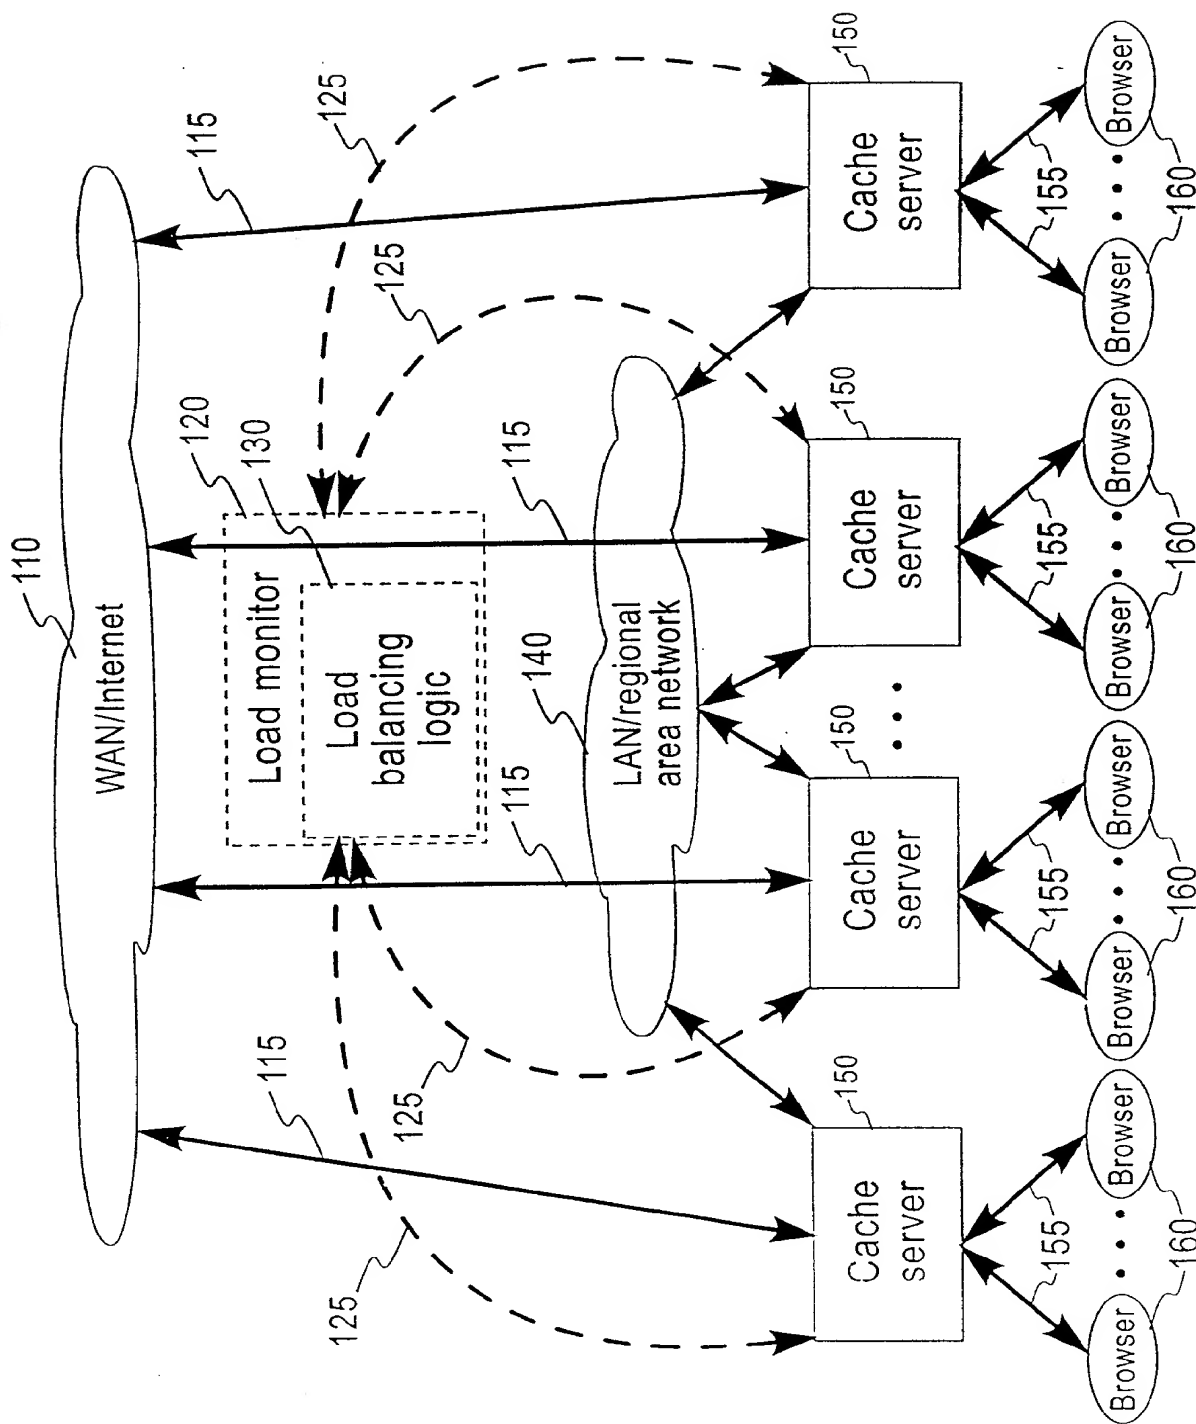 110
WAN/Internet
115
125
120
Load monitor
130
Load
balancing
logic
125
115
125
125
115
115
140
LAN/regional
area network
150
Cache
server
150
Cache
server
150
Cache
server
150
Cache
server
155
155
155
155
Browser
Browser
Browser
Browser
Browser
Browser
Browser
Browser
160
160
160
160